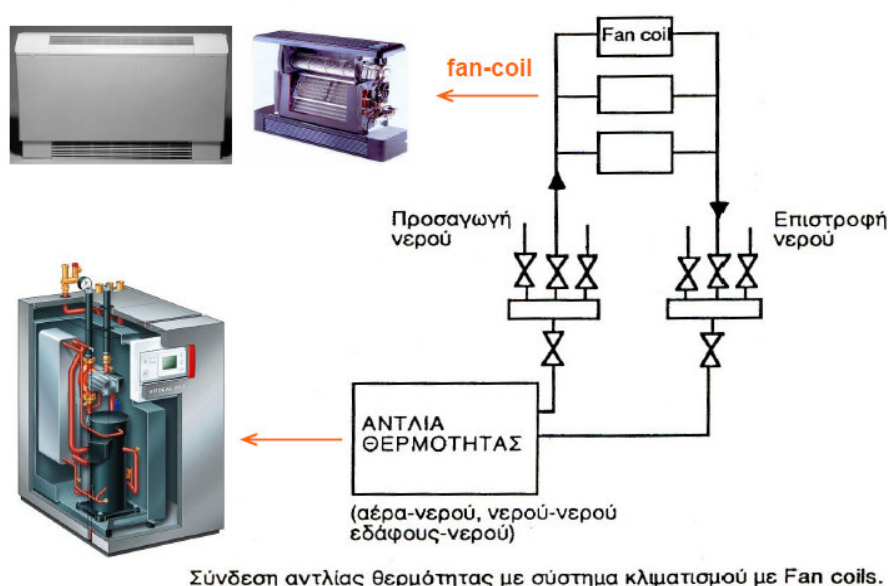 Fan coil
fan-coil
Προσαγωγή
νερού
Επιστροφή
νερού
ΑΝΤΛΙΑ
ΘΕΡΜΟΤΗΤΑΣ
(αέρα-νερού, νερού-νερού
εδάφους-νερού)
Σύνδεση αντλίας θερμότητας με σύστημα κλιματισμού με Fan coils.